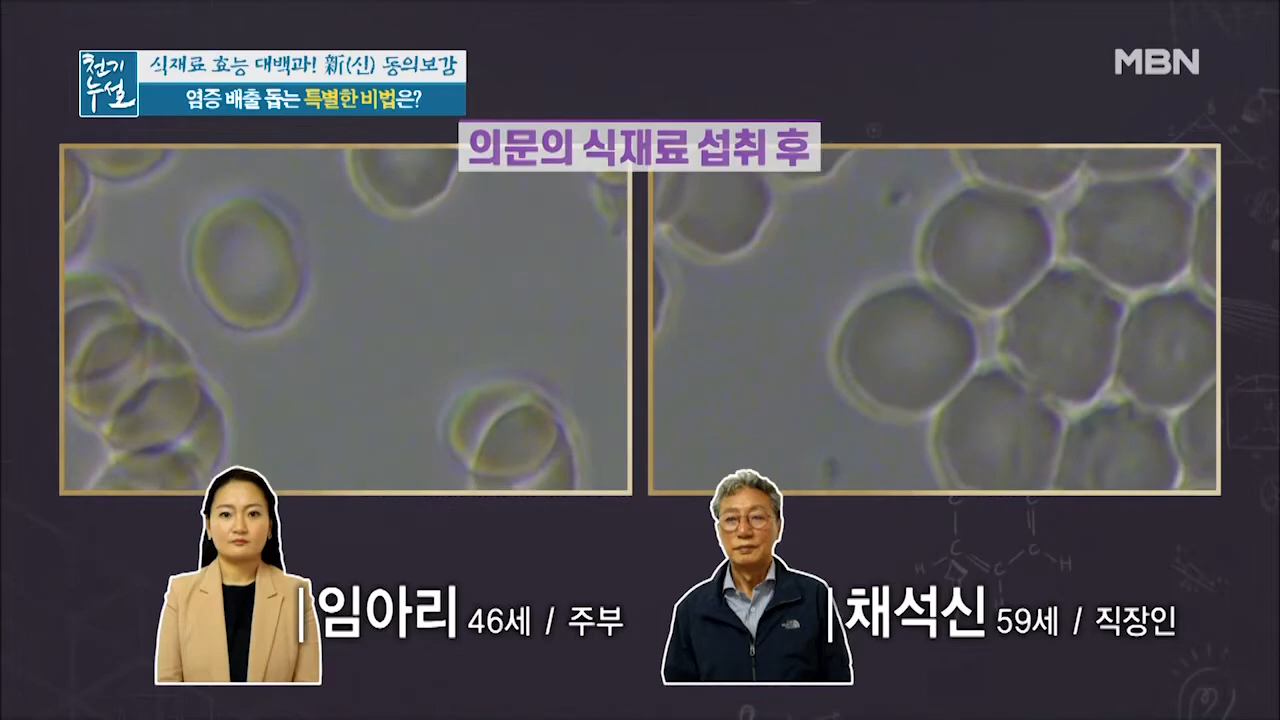 천기누설
식재료 효능 대백과! 新(신) 동의보감
염증 배출 돕는 특별한 비법은?
MBN
의문의 식재료 섭취 후
임아리 46세 / 주부
채석신 59세 / 직장인